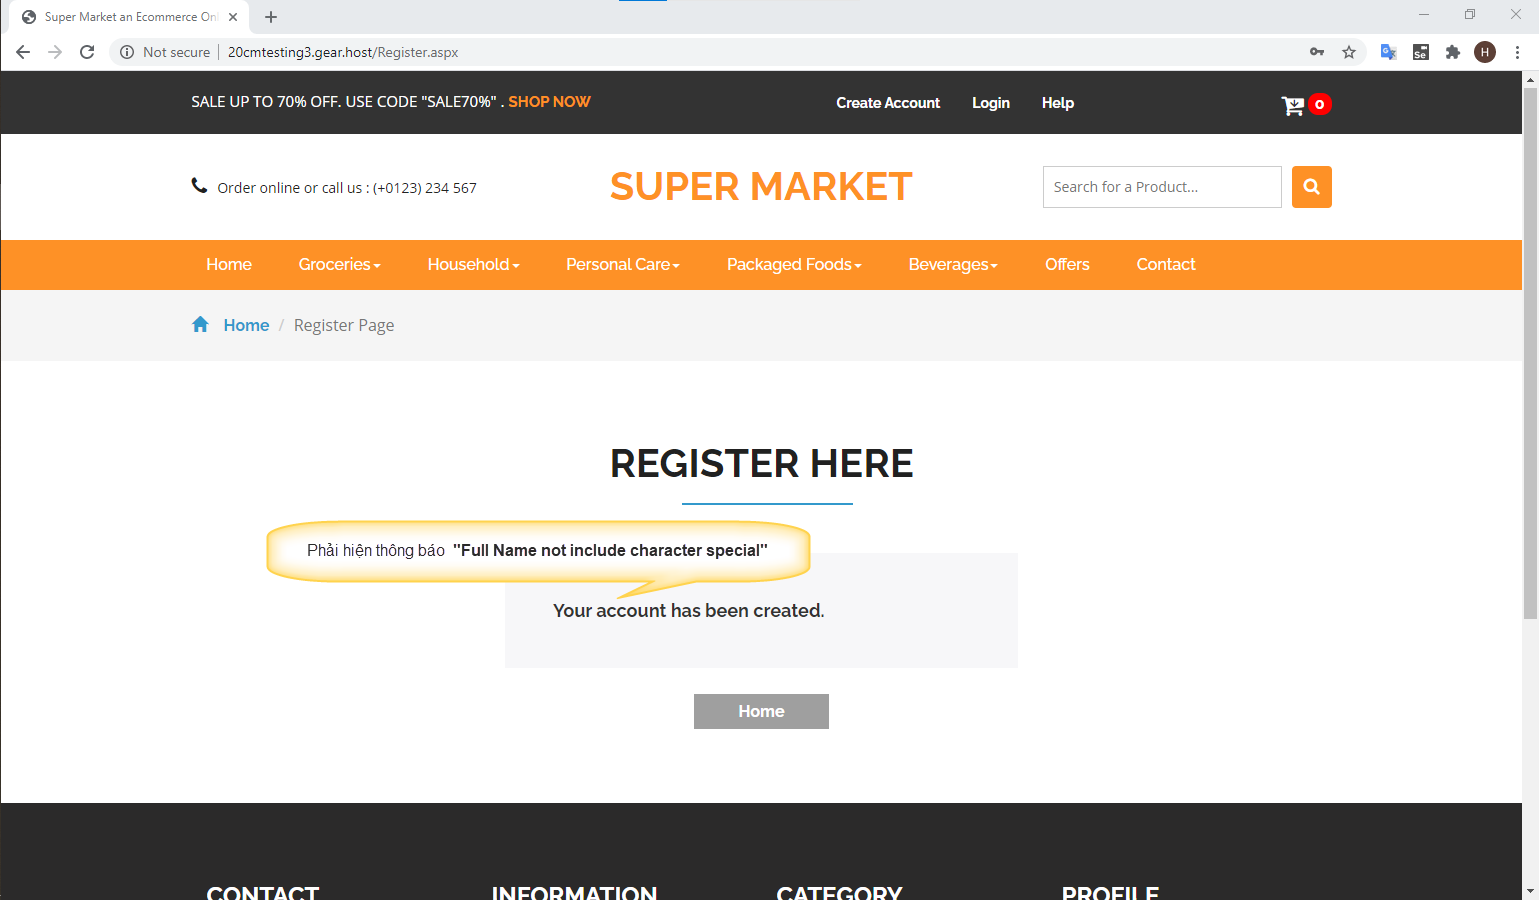 Super Market an Ecommerce Onl
Not secure
20cmtesting3.gear.host/Register.aspx
Se
H
SALE UP TO 70% OFF. USE CODE "SALE70%" . SHOP NOW
Create Account
Login
Help
0
Order online or call us : (+0123) 234 567
SUPER MARKET
Search for a Product...
Home
Groceries
Household
Personal Care
Packaged Foods
Beverages
Offers
Contact
Home / Register Page
REGISTER HERE
Phải hiện thông báo "Full Name not include character special"
Your account has been created.
Home
CONTACT
INFORMATION
CATEGORY
PROFILE